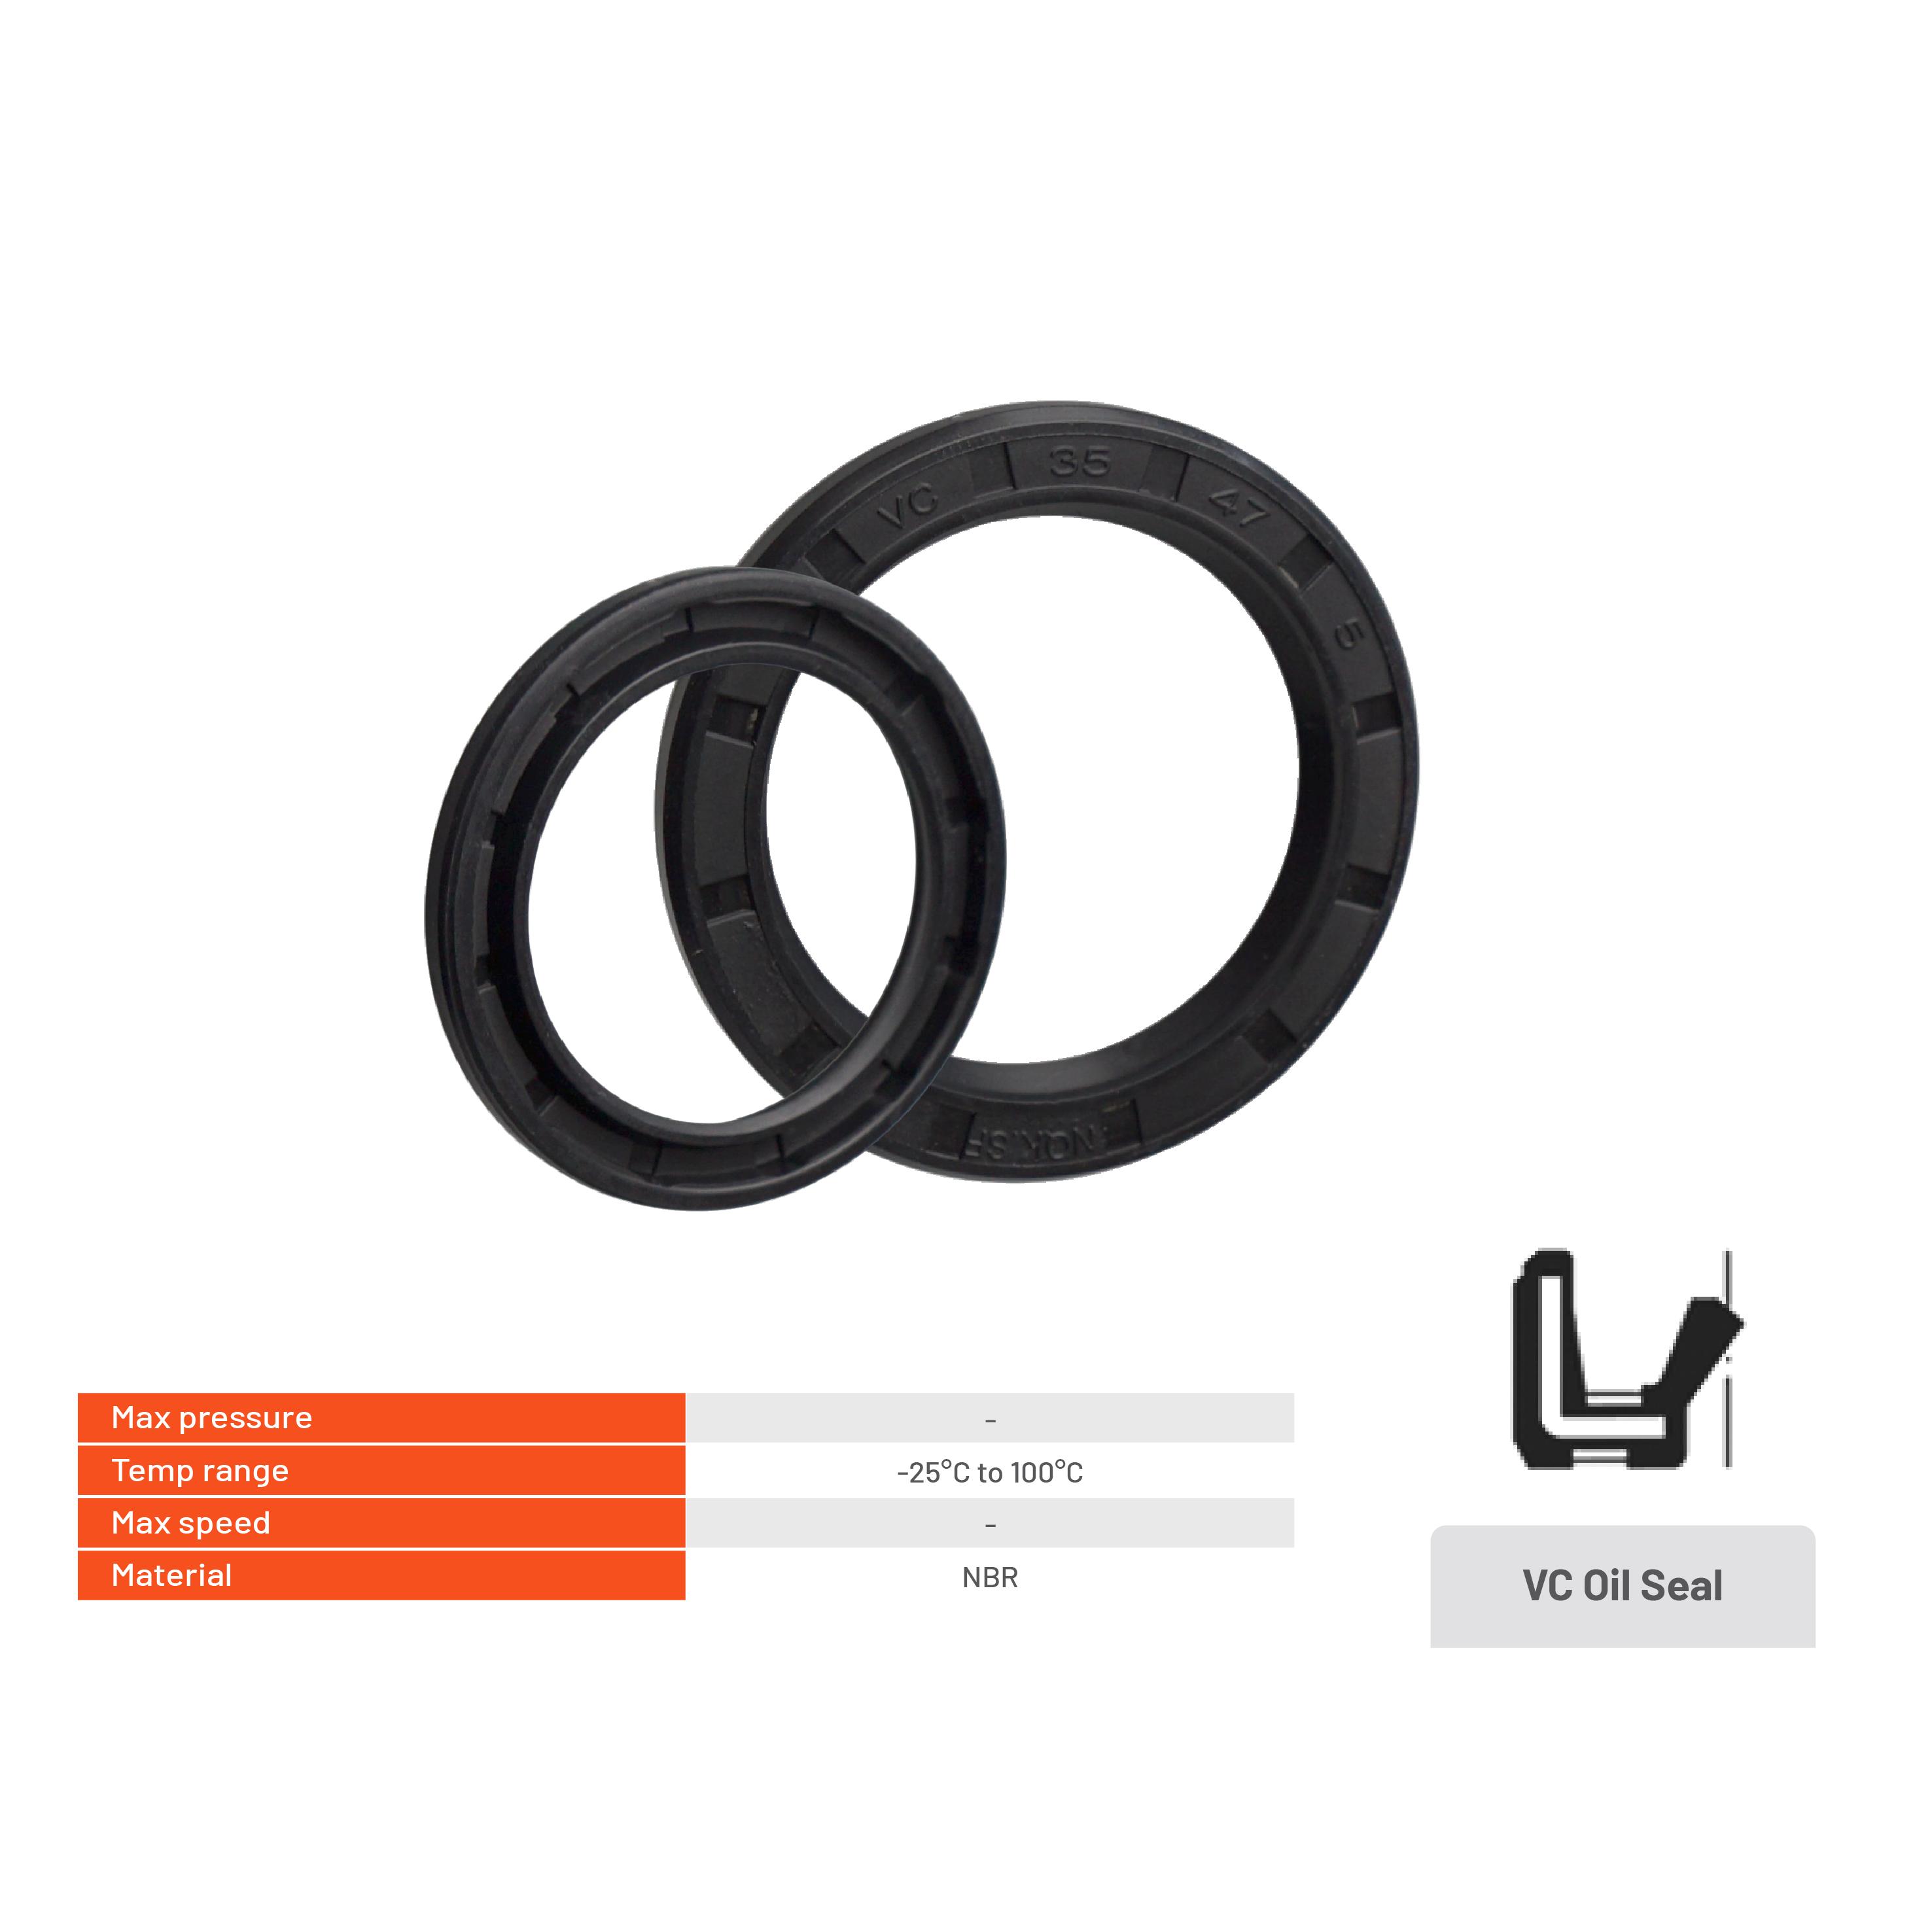 VC 35 47 5
NQK.SF
Max pressure -
Temp range -25°C to 100°C
Max speed -
Material NBR
VC Oil Seal